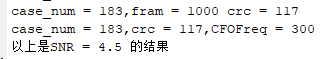 case_num = 183,fram = 1000 crc = 117
case_num = 183,crc = 117,CFOFreq = 300
以上是SNR = 4.5 的结果